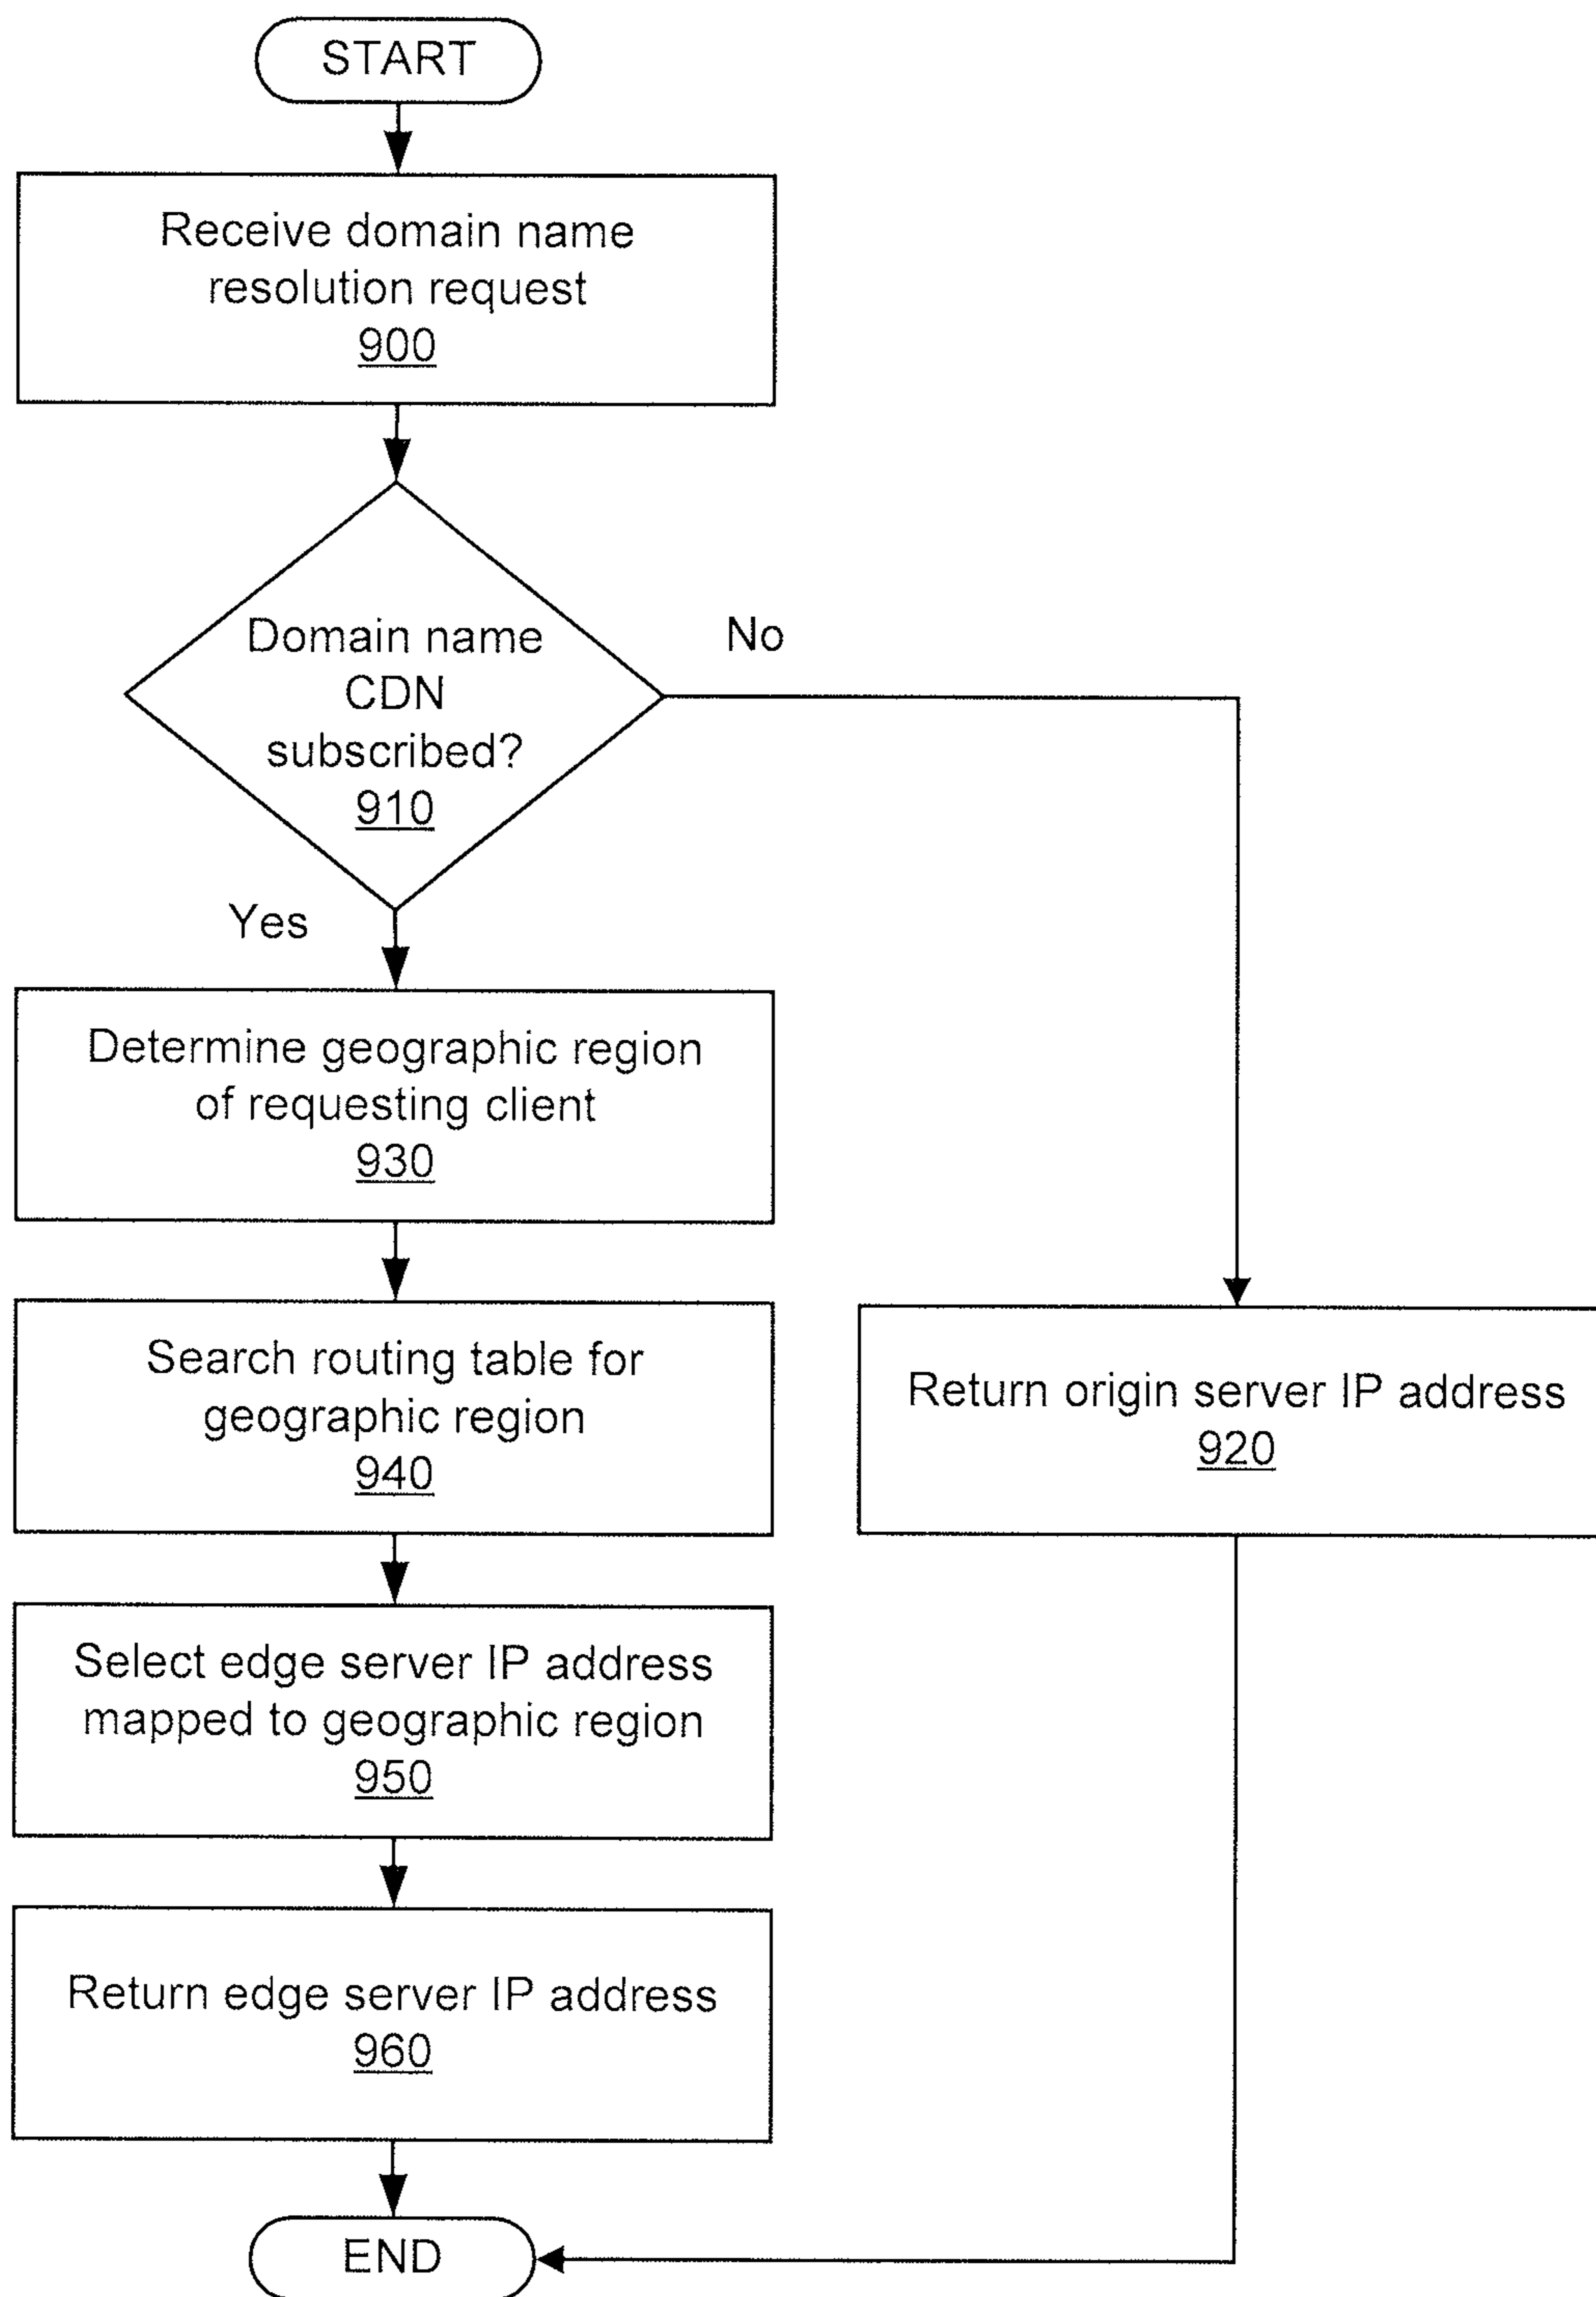 START
Receive domain name
resolution request
900
Domain name
CDN
subscribed?
910
No
Yes
Determine geographic region
of requesting client
930
Search routing table for
geographic region
940
Return origin server IP address
920
Select edge server IP address
mapped to geographic region
950
Return edge server IP address
960
END